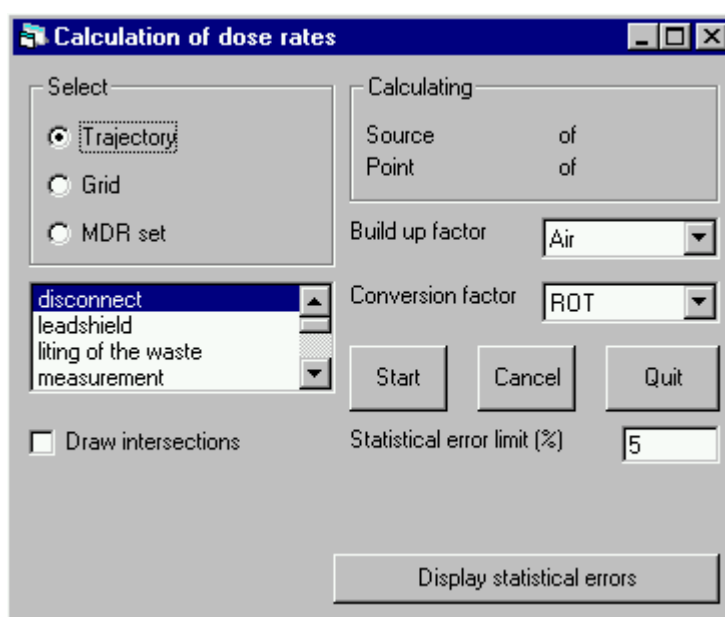 Calculation of dose rates
Select
Trajectory
Grid
MDR set
disconnect
leadshield
liting of the waste
measurement
Draw intersections
Calculating
Source of
Point of
Build up factor Air
Conversion factor ROT
Start Cancel Quit
Statistical error limit (%) 5
Display statistical errors